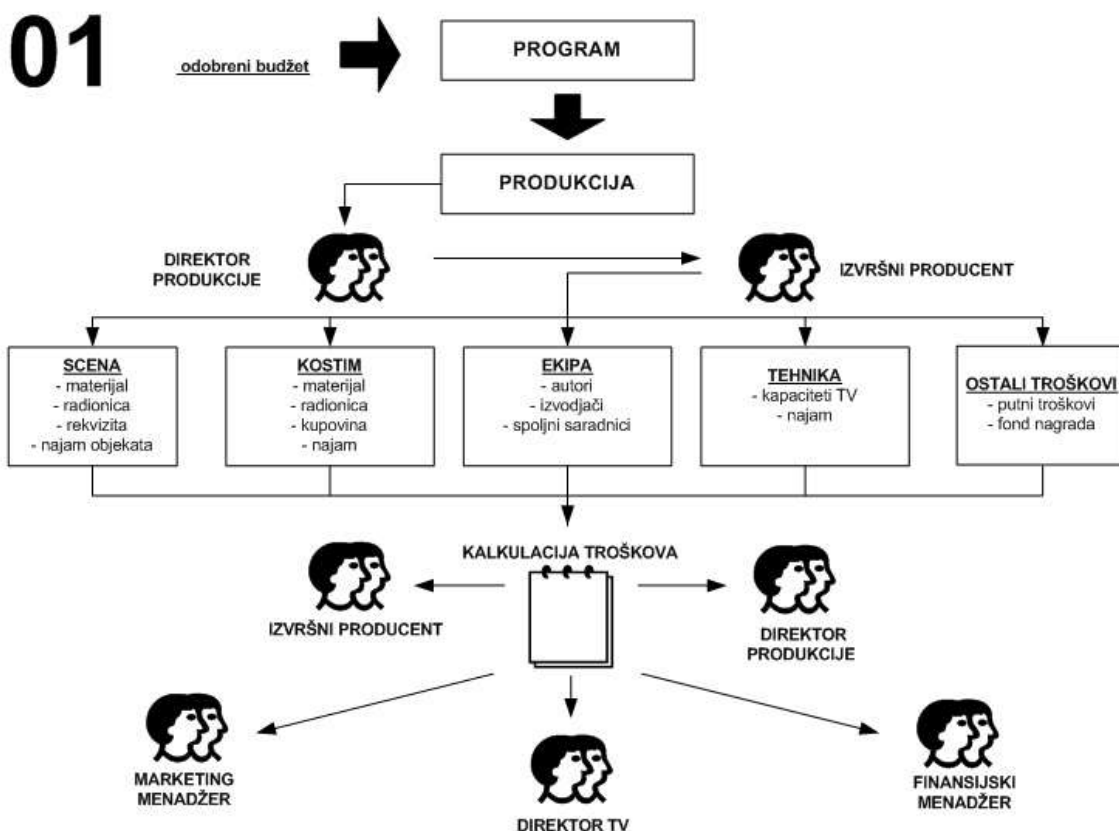 01
odobreni budžet
PROGRAM
PRODUKCIJA
DIREKTOR
PRODUKCIJE
IZVRŠNI PRODUCENT
SCENA
- materijal
- radionica
- rekvizita
- najam objekata
KOSTIM
- materijal
- radionica
- kupovina
- najam
EKIPA
- autori
- izvodjači
- spoljni saradnici
TEHNIKA
- kapaciteti TV
- najam
OSTALI TROŠKOVI
- putni troškovi
- fond nagrada
KALKULACIJA TROŠKOVA
IZVRŠNI PRODUCENT
DIREKTOR
PRODUKCIJE
MARKETING
MENADŽER
DIREKTOR TV
FINANSIJSKI
MENADŽER